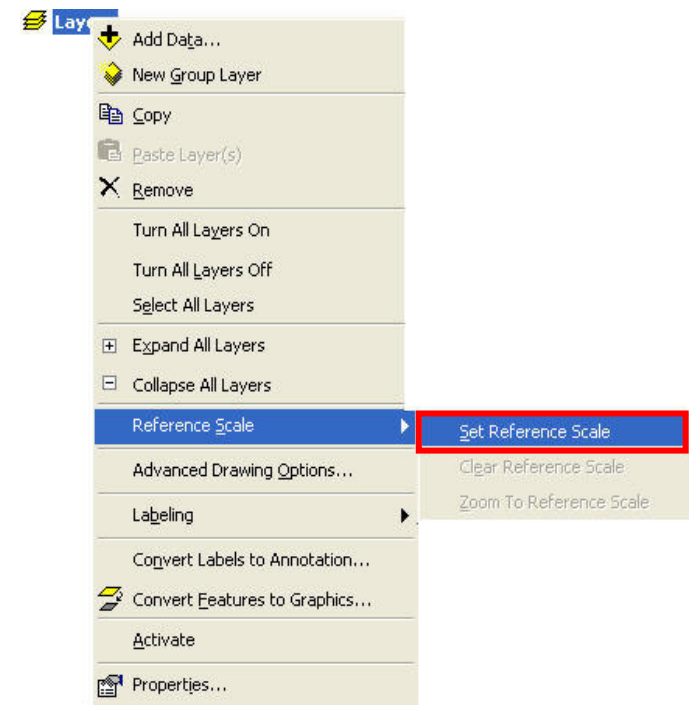 Laye
Add Data...
New Group Layer
Copy
Paste Layer(s)
Remove
Turn All Layers On
Turn All Layers Off
Select All Layers
Expand All Layers
Collapse All Layers
Reference Scale
Set Reference Scale
Clear Reference Scale
Zoom To Reference Scale
Advanced Drawing Options...
Labeling
Convert Labels to Annotation...
Convert Features to Graphics...
Activate
Properties...